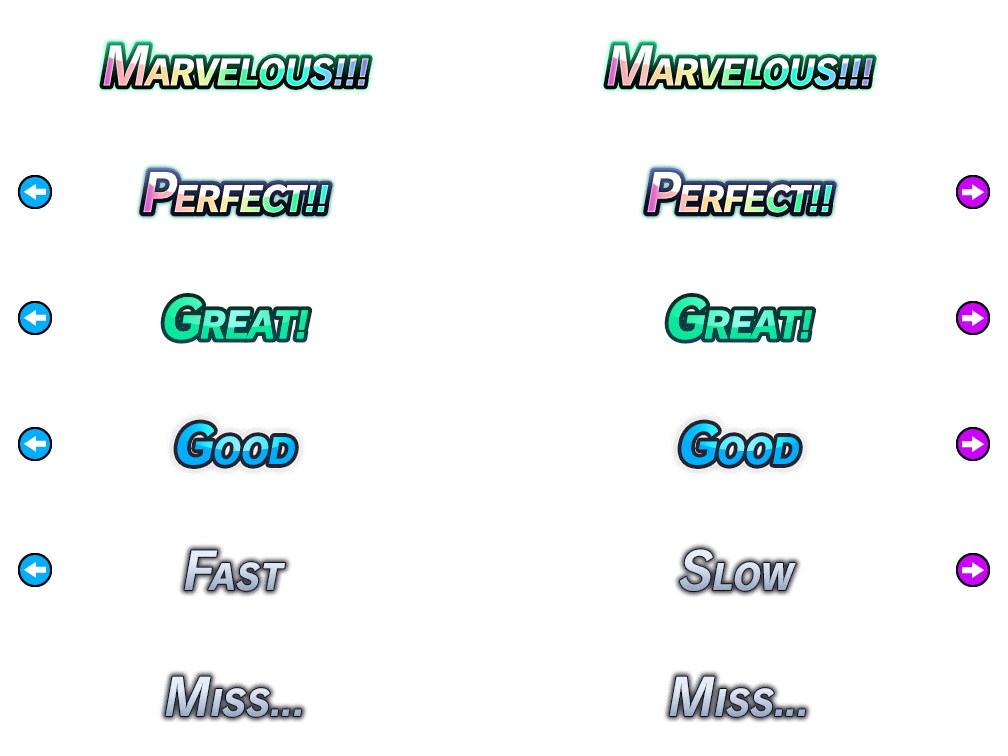 MARVELOUS!!! MARVELOUS!!!
PERFECT!! PERFECT!!
GREAT! GREAT!
GOOD GOOD
FAST SLOW
MISS... MISS...